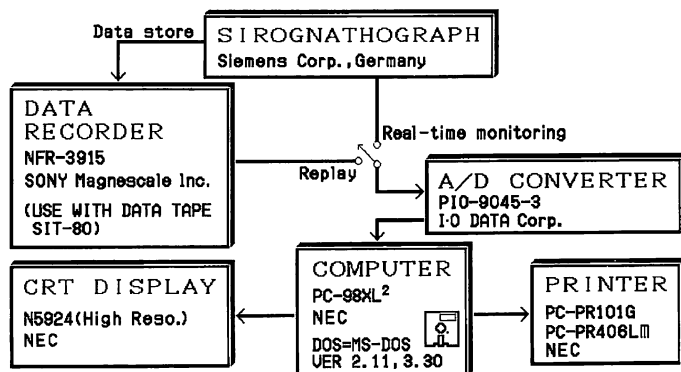 Data store
SIROGNATHOGRAPH
Siemens Corp.,Germany
DATA
RECORDER
NFR-3915
SONY Magnescale Inc.
(USE WITH DATA TAPE
SIT-80)
Real-time monitoring
Replay
A/D CONVERTER
PIO-9045-3
I·O DATA Corp.
CRT DISPLAY
N5924(High Reso.)
NEC
COMPUTER
PC-98XL²
NEC
DOS=MS-DOS
VER 2.11, 3.30
PRINTER
PC-PR101G
PC-PR406LⅢ
NEC